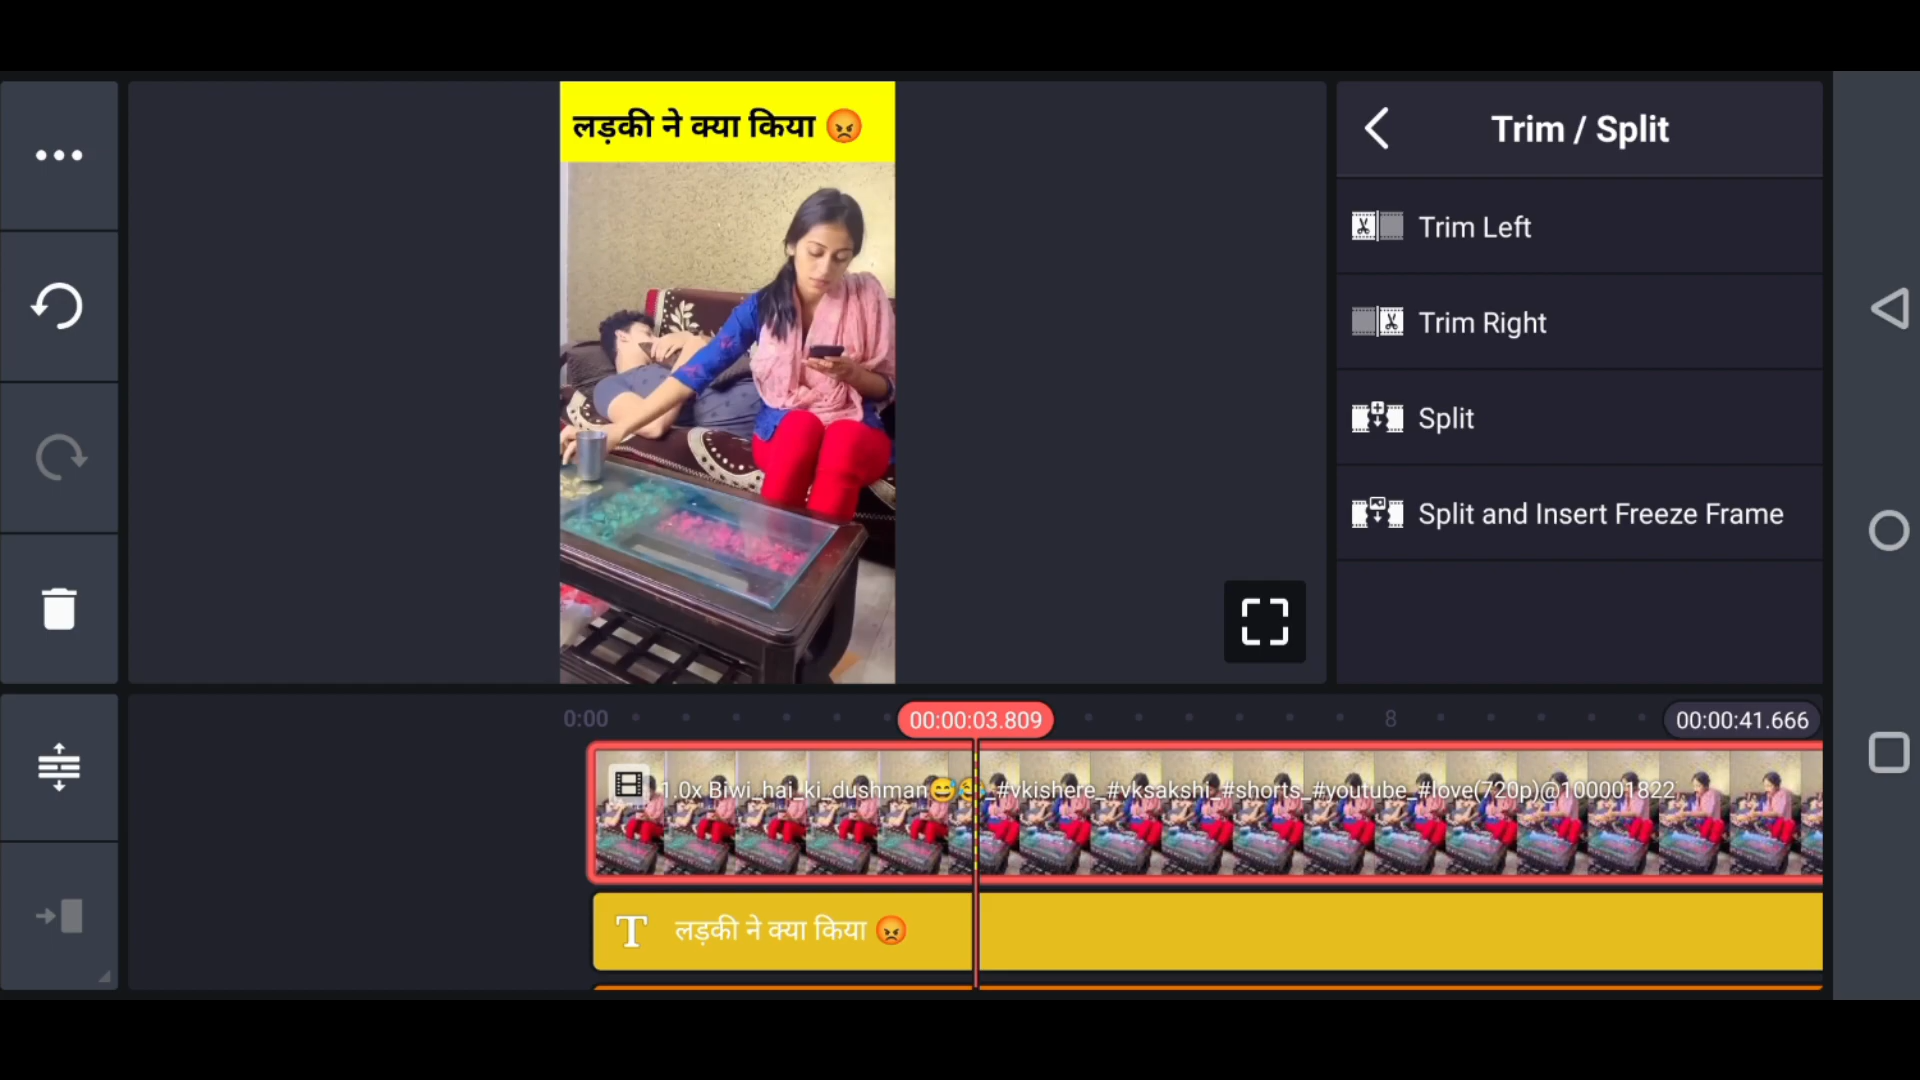 लड़की ने क्या किया 😡
Trim / Split
Trim Left
Trim Right
Split
Split and Insert Freeze Frame
0:00
00:00:03.809
8
00:00:41.666
1.0x Biwi_hai_ki_dushman😅😂_#vkishere_#vksakshi_#shorts_#youtube_#love(720p)@100001822
T लड़की ने क्या किया 😡